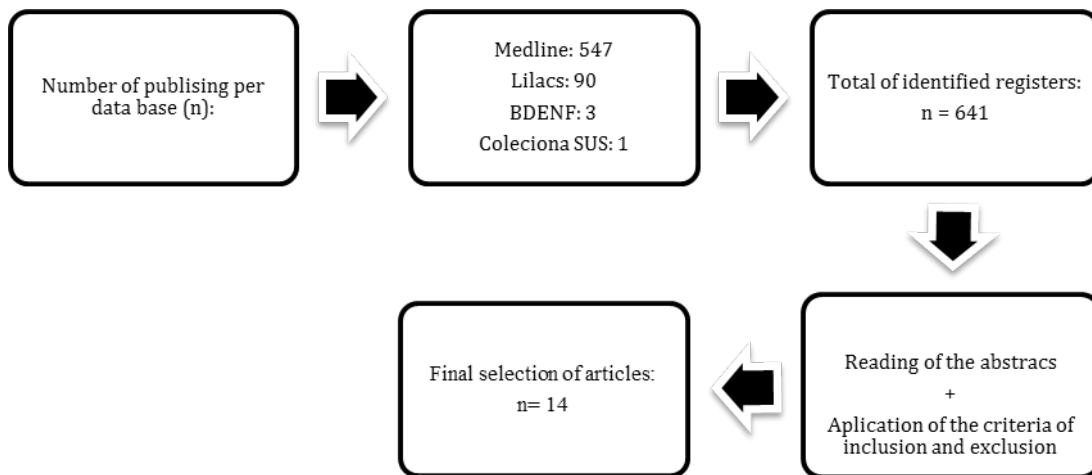 Number of publising per
data base (n):
Medline: 547
Lilacs: 90
BDENF: 3
Coleciona SUS: 1
Total of identified registers:
n = 641
Reading of the abstracs
+
Aplication of the criteria of
inclusion and exclusion
Final selection of articles:
n= 14